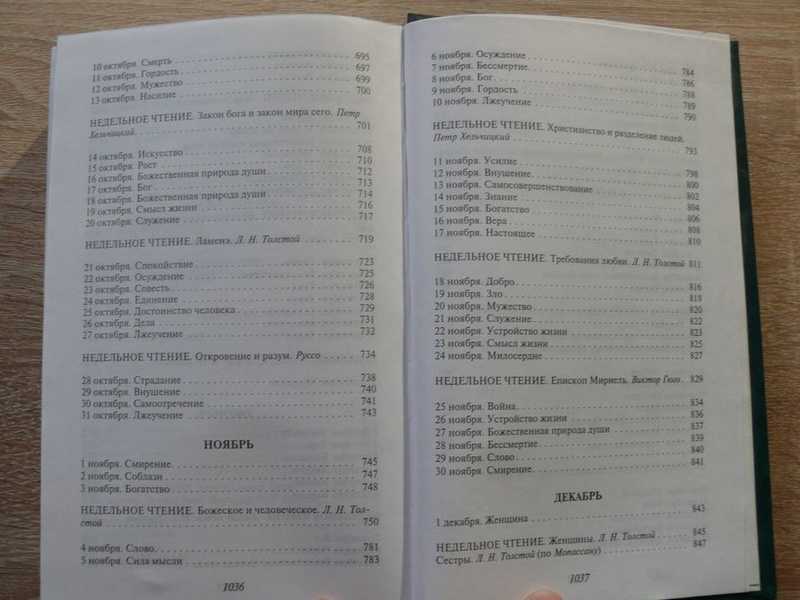 10 октября. Смерть 695
11 октября. Гордость 697
12 октября. Мужество 699
13 октября. Насилие 700
НЕДЕЛЬНОЕ ЧТЕНИЕ. Закон бога и закон мира сего. Петр
Хельчицкий. 701
14 октября. Искусство 708
15 октября. Рост 710
16 октября. Божественная природа души 712
17 октября. Бог 713
18 октября. Божественная природа души 714
19 октября. Смысл жизни 716
20 октября. Служение 717
НЕДЕЛЬНОЕ ЧТЕНИЕ. Ламенэ. Л. Н. Толстой 719
21 октября. Спокойствие 723
22 октября. Осуждение 725
23 октября. Совесть 726
24 октября. Единение 728
25 октября. Достоинство человека 729
26 октября. Дела 731
27 октября. Лжеучение 732
НЕДЕЛЬНОЕ ЧТЕНИЕ. Откровение и разум. Руссо 734
28 октября. Страдание 738
29 октября. Внушение 740
30 октября. Самоотречение 741
31 октября. Лжеучение 743
НОЯБРЬ
1 ноября. Смирение 745
2 ноября. Соблазн 747
3 ноября. Богатство 748
НЕДЕЛЬНОЕ ЧТЕНИЕ. Божеское и человеческое. Л. Н. Тол-
стой 750
4 ноября. Слово 781
5 ноября. Сила мысли 783
1036
6 ноября. Осуждение 784
7 ноября. Бессмертие 786
8 ноября. Бог 788
9 ноября. Гордость 789
10 ноября. Лжеучение 790
НЕДЕЛЬНОЕ ЧТЕНИЕ. Христианство и разделение людей.
Петр Хельчицкий 793
11 ноября. Усилие 798
12 ноября. Внушение 800
13 ноября. Самосовершенствование 802
14 ноября. Знание 804
15 ноября. Богатство 806
16 ноября. Вера 808
17 ноября. Настоящее 810
НЕДЕЛЬНОЕ ЧТЕНИЕ. Требования любви. Л. Н. Толстой 811
18 ноября. Добро 816
19 ноября. Зло 818
20 ноября. Мужество 820
21 ноября. Служение 822
22 ноября. Устройство жизни 823
23 ноября. Смысл жизни 825
24 ноября. Милосердие 827
НЕДЕЛЬНОЕ ЧТЕНИЕ. Епископ Мириель. Виктор Гюго 829
25 ноября. Война 834
26 ноября. Устройство жизни 836
27 ноября. Божественная природа души 837
28 ноября. Бессмертие 839
29 ноября. Слово 840
30 ноября. Смирение 841
ДЕКАБРЬ
1 декабря. Женщина 843
НЕДЕЛЬНОЕ ЧТЕНИЕ. Женщины. Л. Н. Толстой 845
Сестры. Л. Н. Толстой (по Мопассану) 847
1037